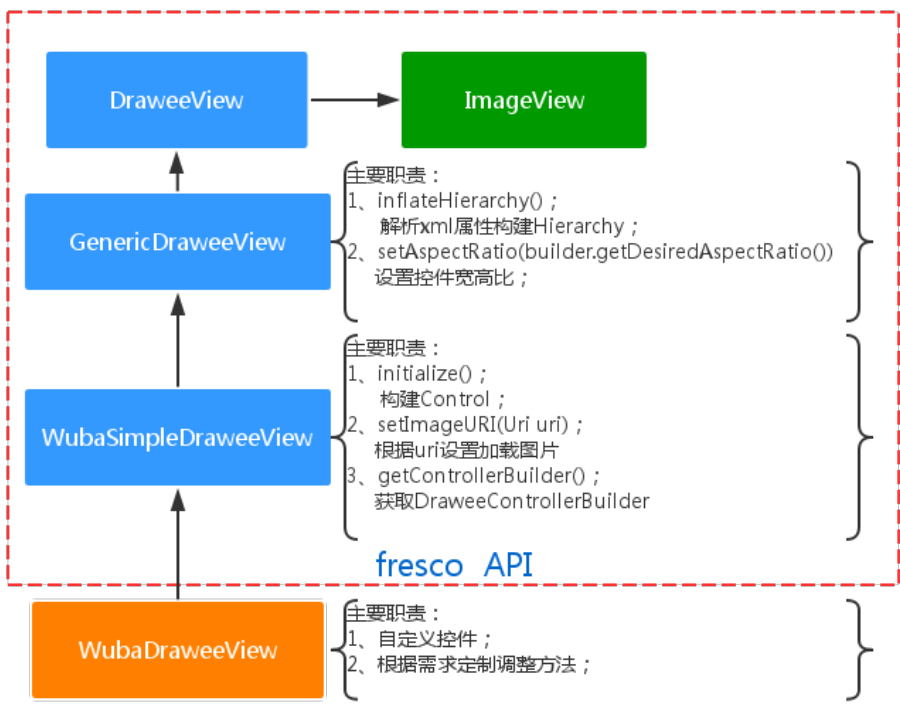 DraweeView
ImageView
GenericDraweeView
主要职责：
1、inflateHierarchy()；
解析xml属性构建Hierarchy；
2、setAspectRatio(builder.getDesiredAspectRatio())
设置控件宽高比；
WubaSimpleDraweeView
主要职责：
1、initialize()；
构建Control；
2、setImageURI(Uri uri)；
根据uri设置加载图片
3、getControllerBuilder()；
获取DraweeControllerBuilder
fresco API
WubaDraweeView
主要职责：
1、自定义控件；
2、根据需求定制调整方法；